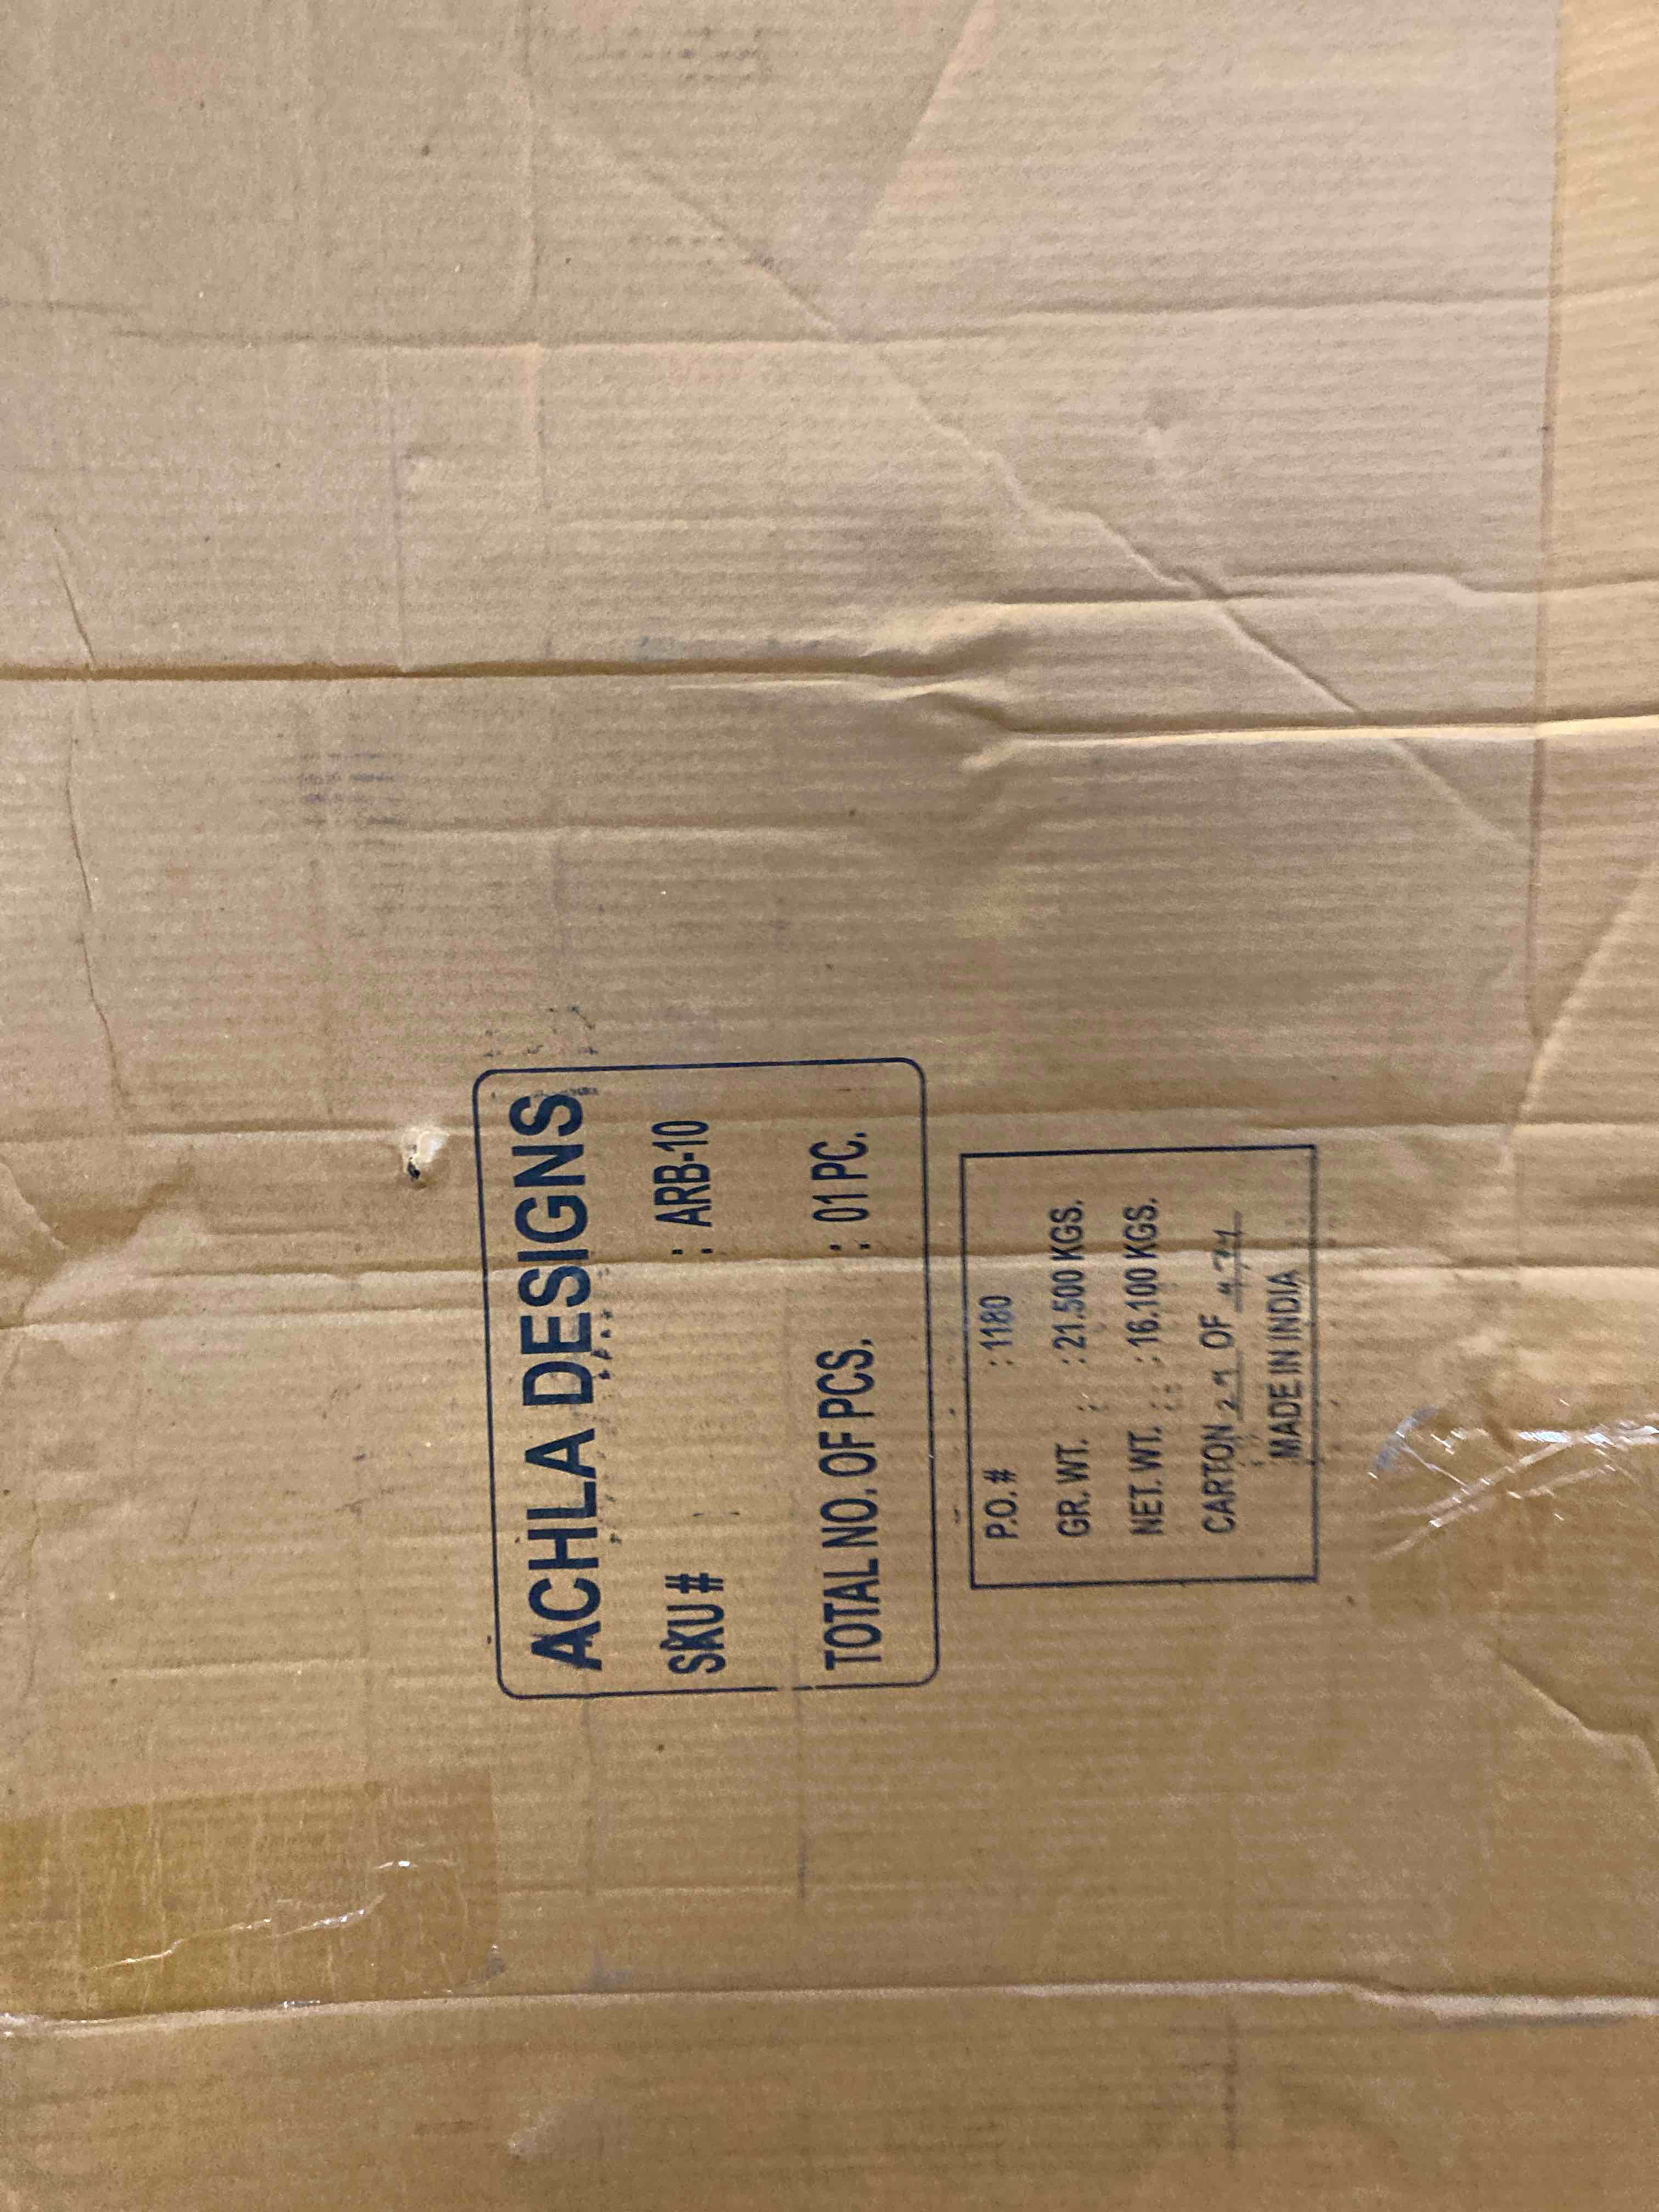 ACHLA DESIGNS
SKU # : ARB-10
TOTAL NO. OF PCS. : 01 PC.
P.O. # : 1180
GR. WT. : 21.500 KGS.
NET. WT. : 16.100 KGS.
CARTON OF
MADE IN INDIA